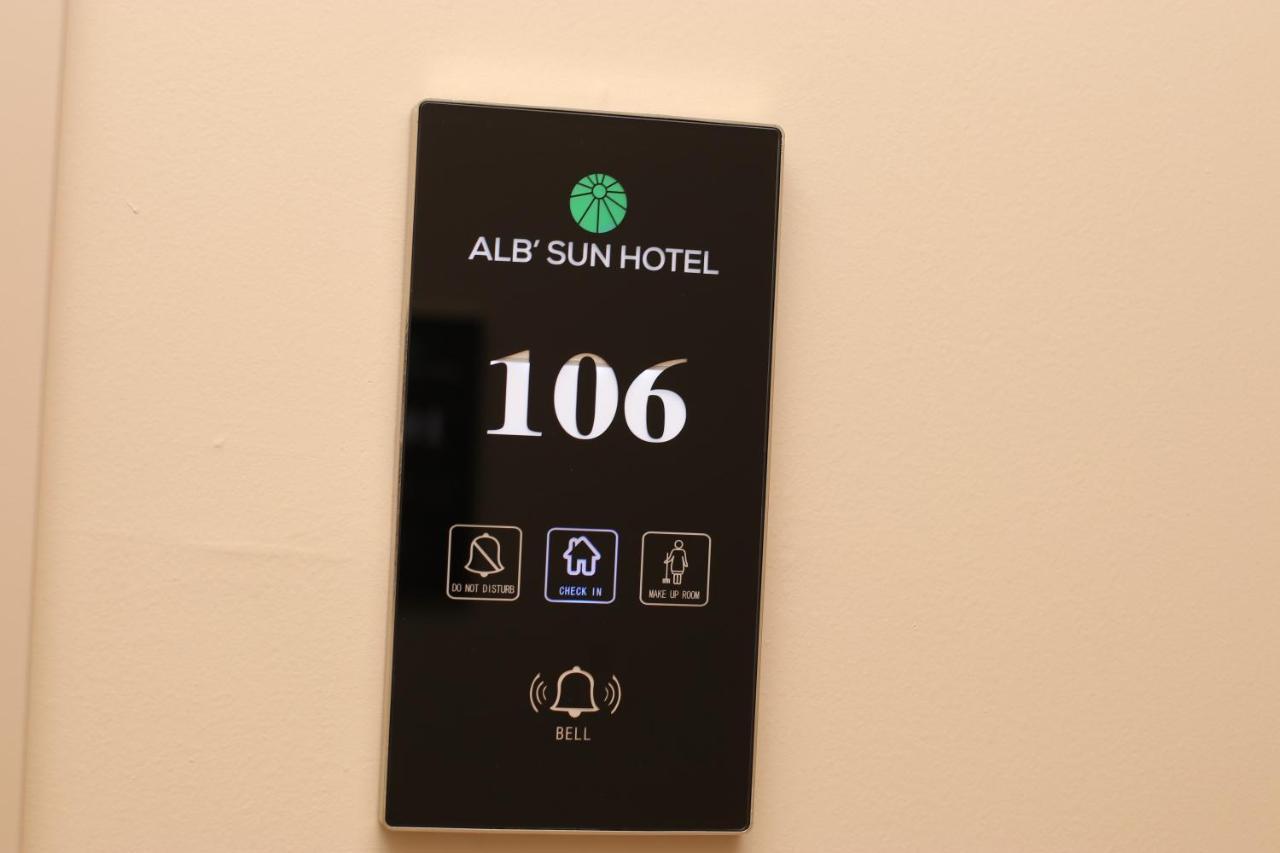 ALB' SUN HOTEL
106
DO NOT DISTURB
CHECK IN
MAKE UP ROOM
BELL